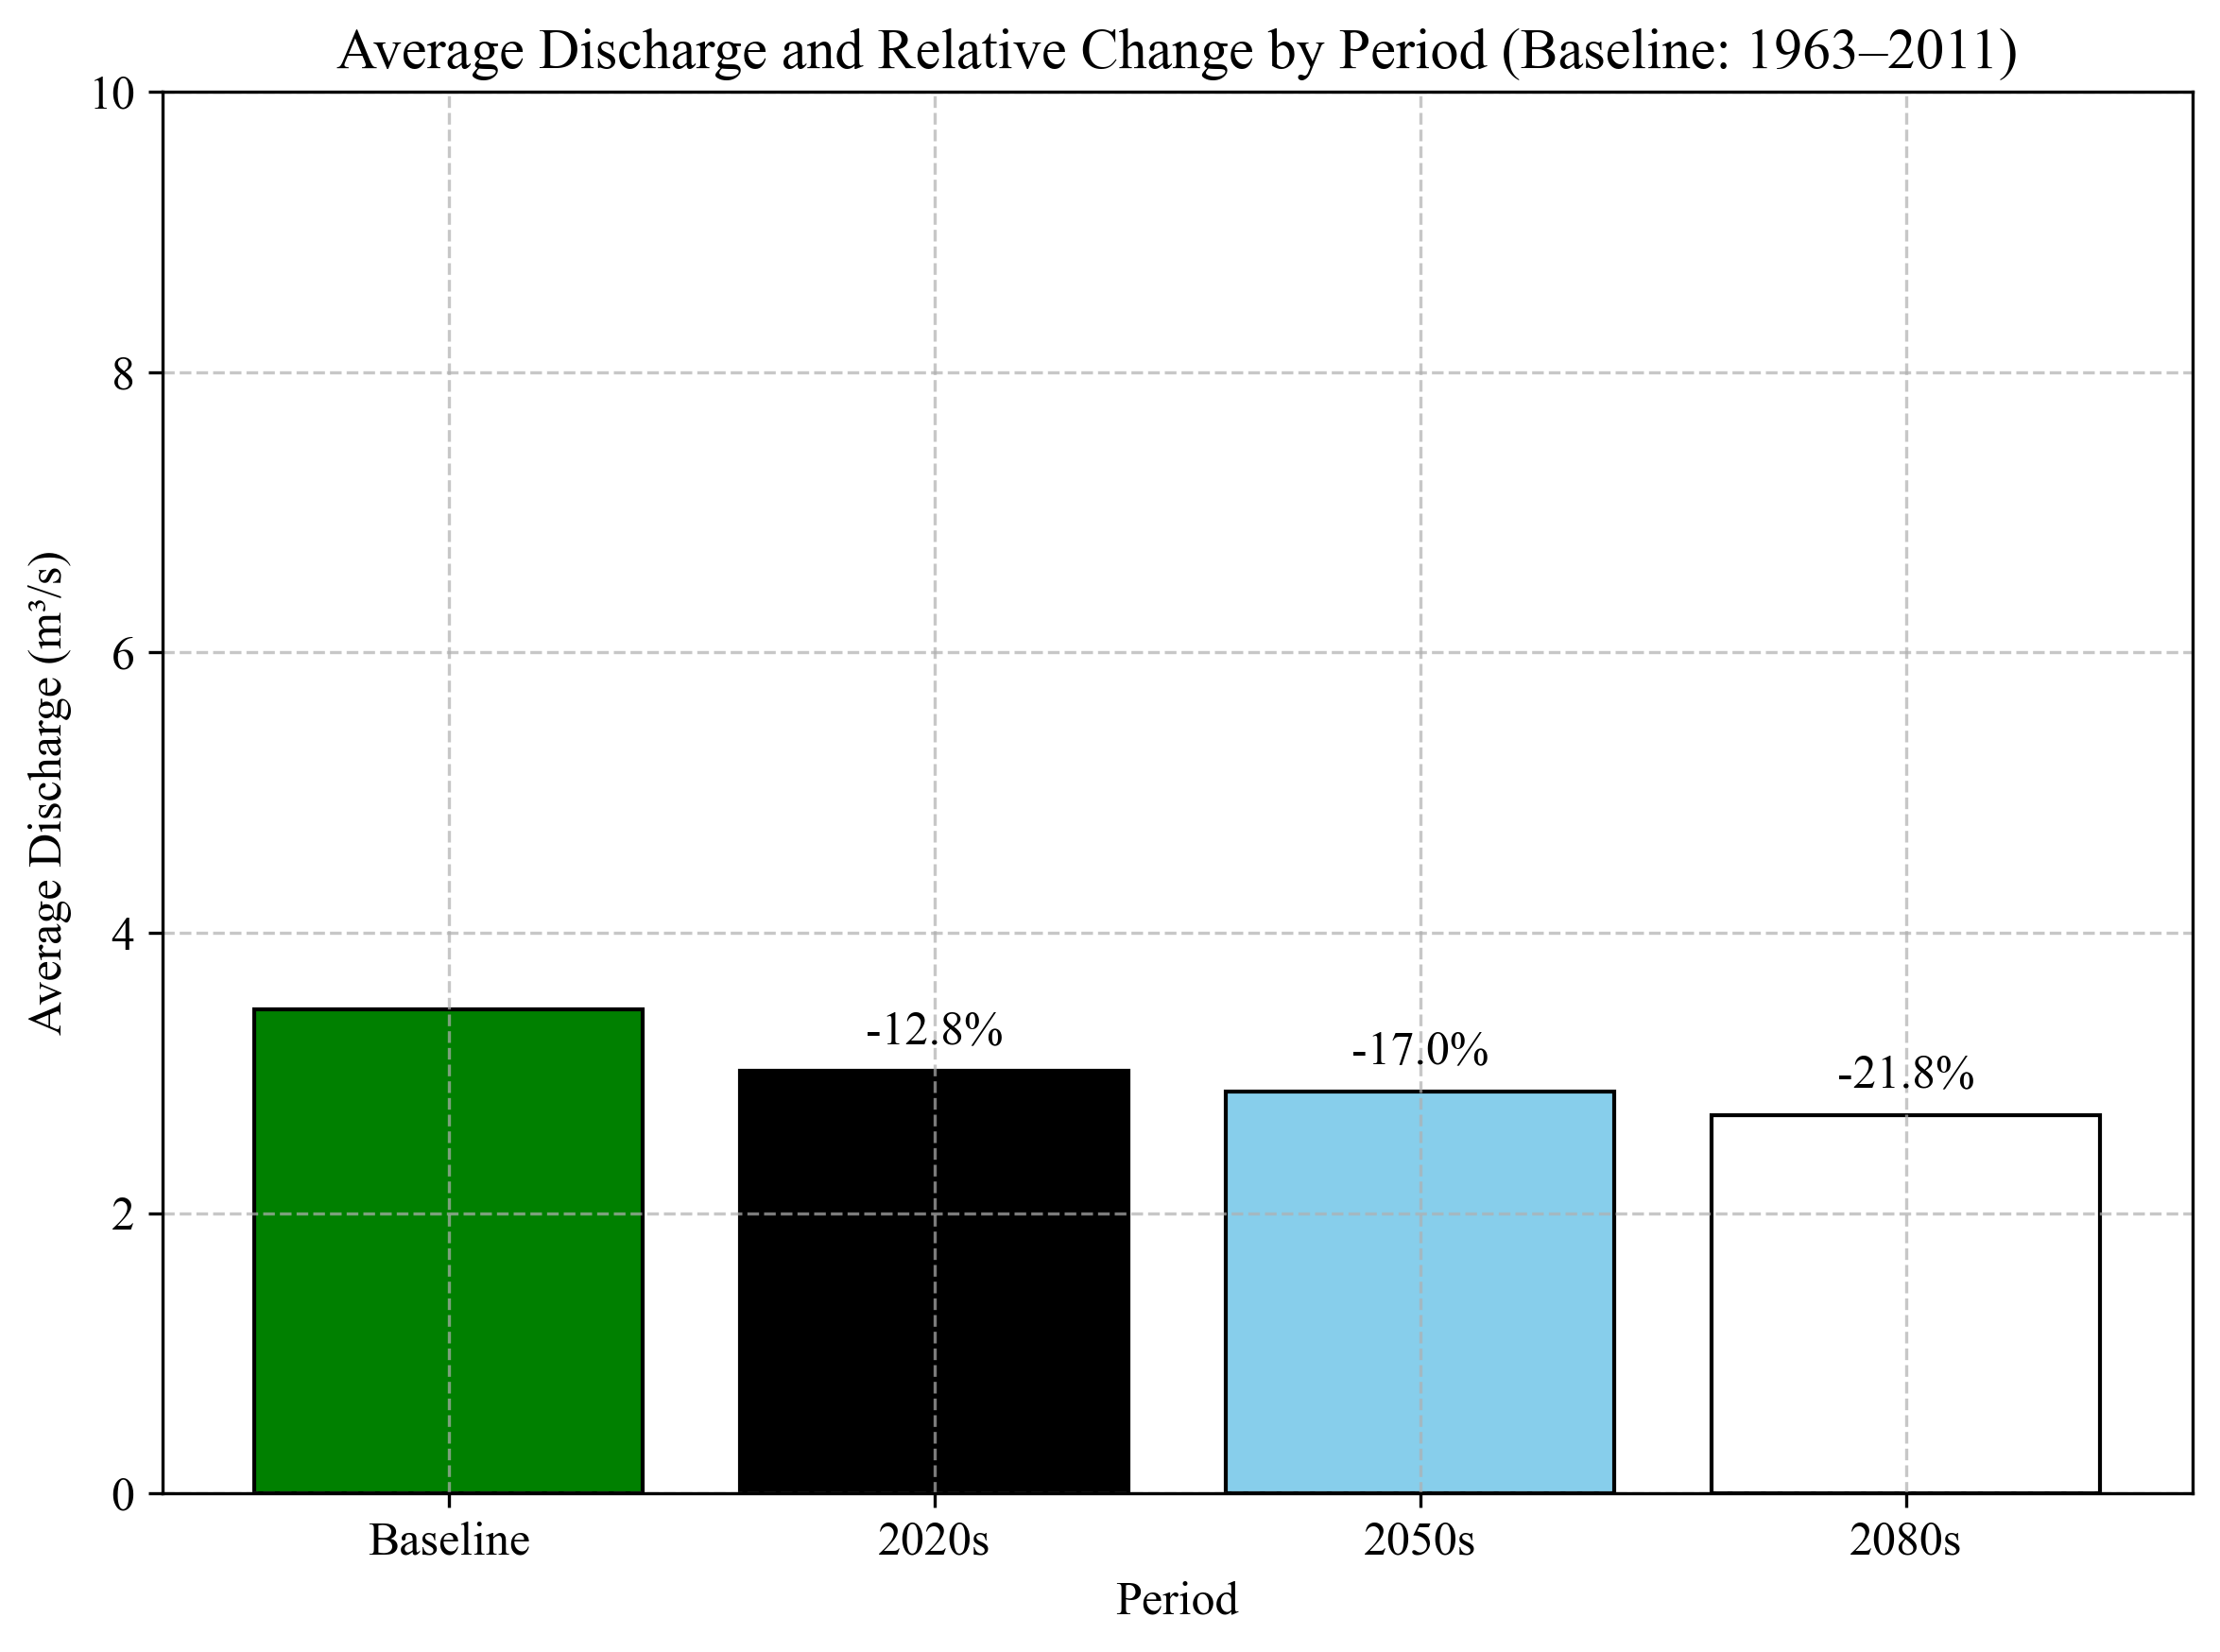 Average Discharge and Relative Change by Period (Baseline: 1963–2011)
Average Discharge (m³/s)
10
8
6
4
2
0
-12.8%
-17.0%
-21.8%
Baseline
2020s
2050s
2080s
Period